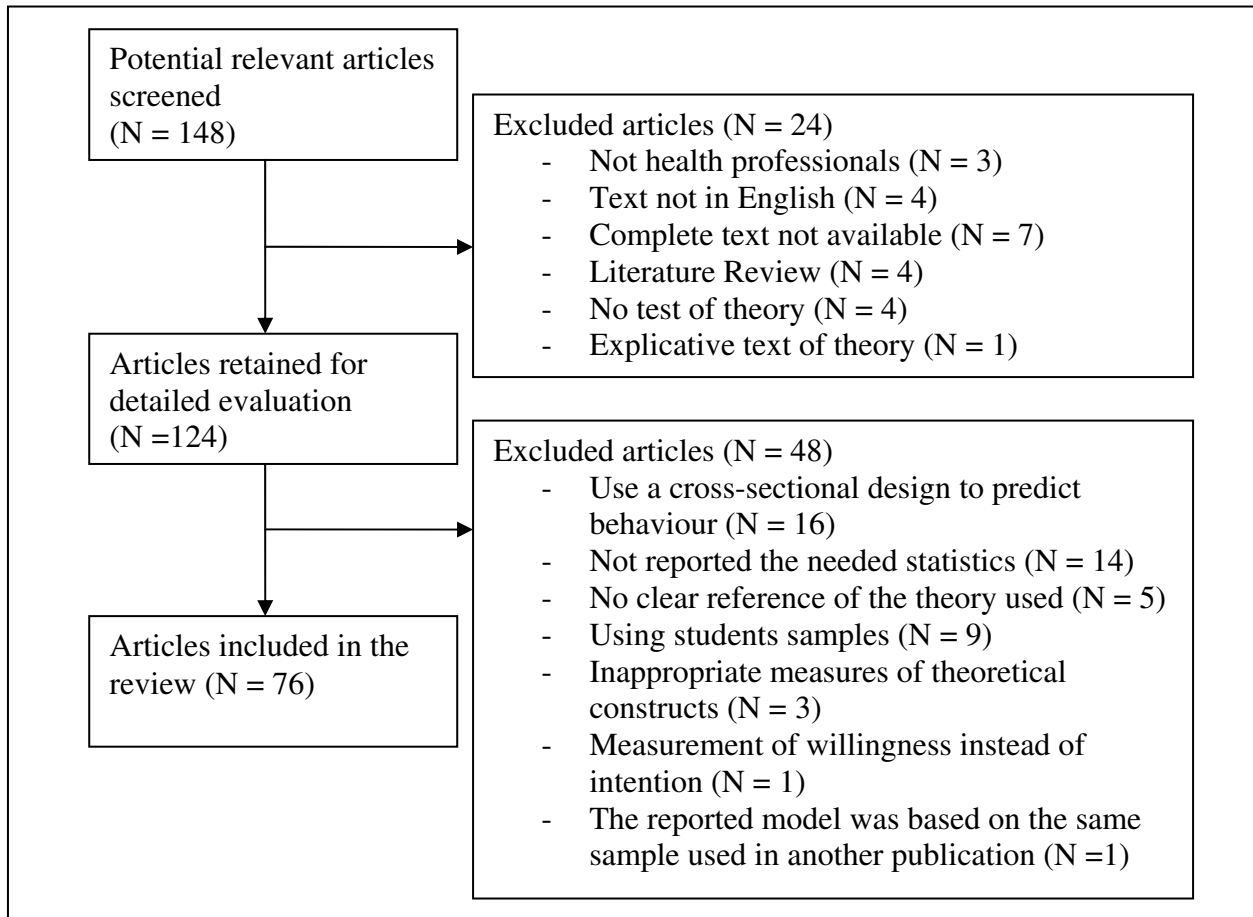 Potential relevant articles
screened
(N = 148)
Excluded articles (N = 24)
- Not health professionals (N = 3)
- Text not in English (N = 4)
- Complete text not available (N = 7)
- Literature Review (N = 4)
- No test of theory (N = 4)
- Explicative text of theory (N = 1)
Articles retained for
detailed evaluation
(N =124)
Excluded articles (N = 48)
- Use a cross-sectional design to predict
behaviour (N = 16)
- Not reported the needed statistics (N = 14)
- No clear reference of the theory used (N = 5)
- Using students samples (N = 9)
- Inappropriate measures of theoretical
constructs (N = 3)
- Measurement of willingness instead of
intention (N = 1)
- The reported model was based on the same
sample used in another publication (N =1)
Articles included in the
review (N = 76)